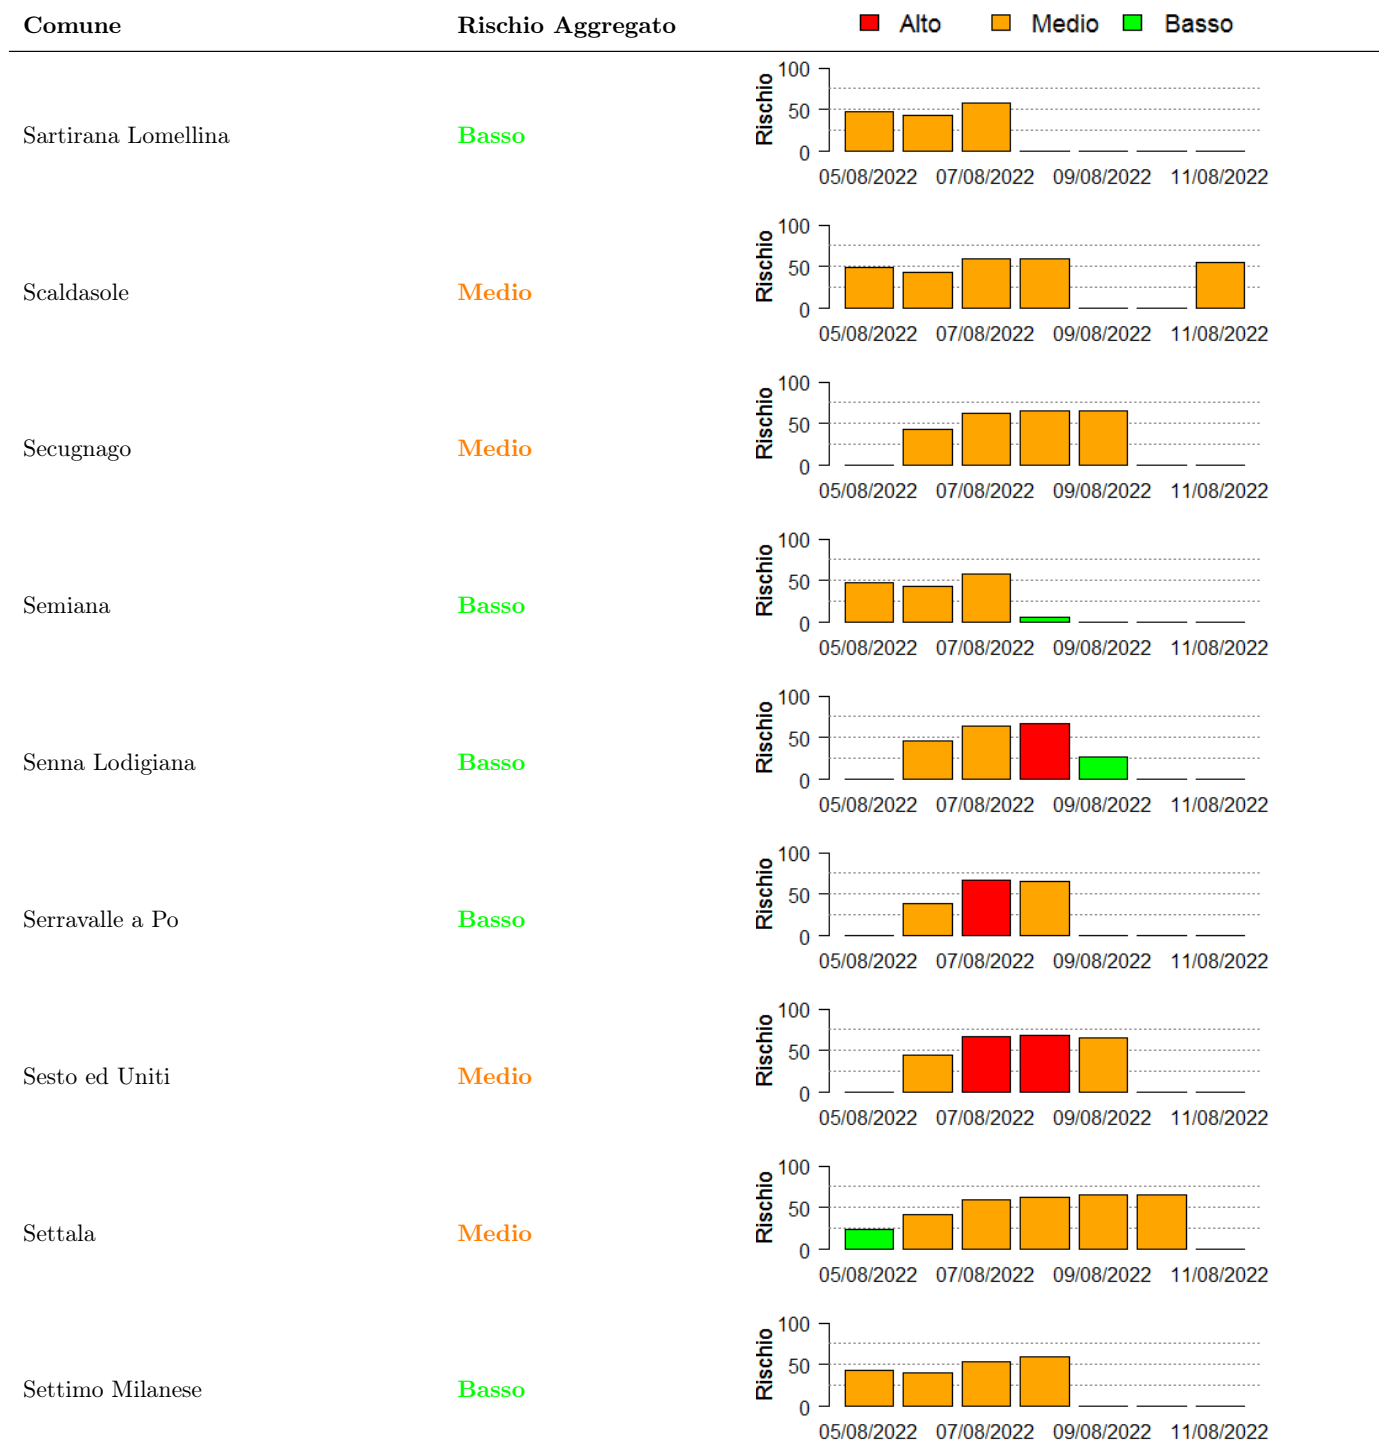 Comune Rischio Aggregato Alto Medio Basso
100
Rischio
50
Sartirana Lomellina Basso
0
05/08/2022 07/08/2022 09/08/2022 11/08/2022
100
Rischio
50
Scaldasole Medio
0
05/08/2022 07/08/2022 09/08/2022 11/08/2022
100
Rischio
50
Secugnago Medio
0
05/08/2022 07/08/2022 09/08/2022 11/08/2022
100
Rischio
50
Semiana Basso
0
05/08/2022 07/08/2022 09/08/2022 11/08/2022
100
Rischio
50
Senna Lodigiana Basso
0
05/08/2022 07/08/2022 09/08/2022 11/08/2022
100
Rischio
50
Serravalle a Po Basso
0
05/08/2022 07/08/2022 09/08/2022 11/08/2022
100
Rischio
50
Sesto ed Uniti Medio
0
05/08/2022 07/08/2022 09/08/2022 11/08/2022
100
Rischio
50
Settala Medio
0
05/08/2022 07/08/2022 09/08/2022 11/08/2022
100
Rischio
50
Settimo Milanese Basso
0
05/08/2022 07/08/2022 09/08/2022 11/08/2022